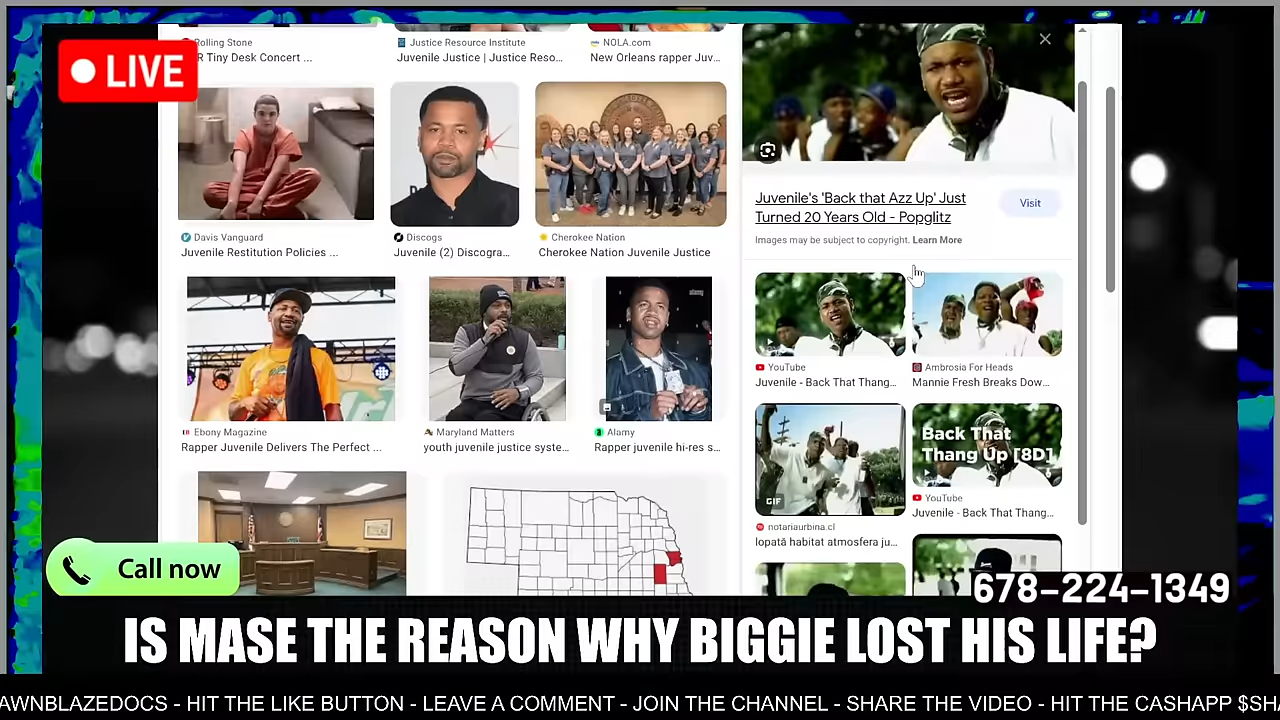 LIVE
Rolling Stone
R Tiny Desk Concert ...
Justice Resource Institute
Juvenile Justice | Justice Reso...
NOLA.com
New Orleans rapper Juv...
Davis Vanguard
Juvenile Restitution Policies ...
Discogs
Juvenile (2) Discogra...
Cherokee Nation
Cherokee Nation Juvenile Justice
Ebony Magazine
Rapper Juvenile Delivers The Perfect ...
Maryland Matters
youth juvenile justice syste...
Alamy
Rapper juvenile hi-res s...
Juvenile's 'Back that Azz Up' Just
Turned 20 Years Old - Popglitz
Visit
Images may be subject to copyright. Learn More
YouTube
Juvenile - Back That Thang...
Ambrosia For Heads
Mannie Fresh Breaks Dow...
GIF
notariaurbina.cl
lopată habitat atmosfera ju...
Back That
Thang Up [8D]
YouTube
Juvenile - Back That Thang...
Call now
678-224-1349
IS MASE THE REASON WHY BIGGIE LOST HIS LIFE?
AWNBLAZEDOCS - HIT THE LIKE BUTTON - LEAVE A COMMENT - JOIN THE CHANNEL - SHARE THE VIDEO - HIT THE CASHAPP $SHA